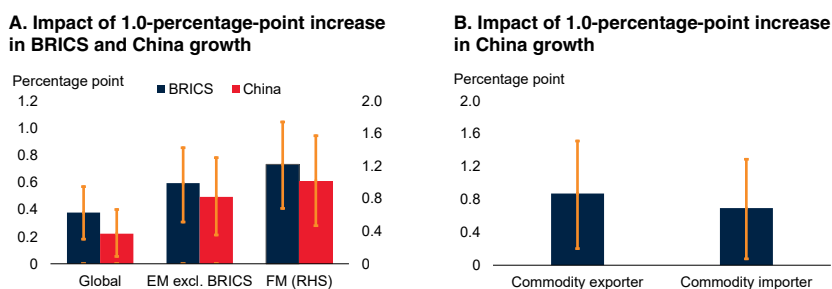 A. Impact of 1.0-percentage-point increase
in BRICS and China growth
Percentage point
BRICS China
1.2
1.0
0.8
0.6
0.4
0.2
0
2.0
1.6
1.2
0.8
0.4
0
Global EM excl. BRICS FM (RHS)
B. Impact of 1.0-percentage-point increase
in China growth
Percentage point
2.0
1.6
1.2
0.8
0.4
0
Commodity exporter Commodity importer